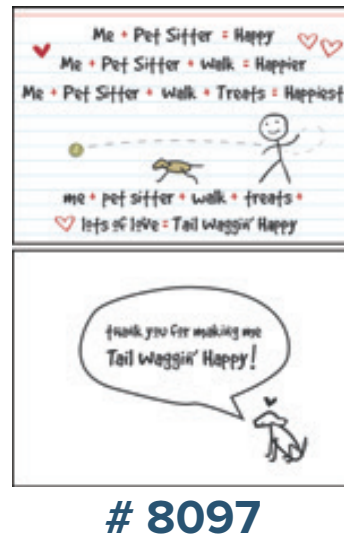 Me + Pet Sitter = Happy
Me + Pet Sitter + Walk = Happier
Me + Pet Sitter + Walk + Treats = Happiest
me + pet sitter + walk + treats +
lots of love = Tail Waggin' Happy
thank you for making me
Tail Waggin' Happy!
# 8097